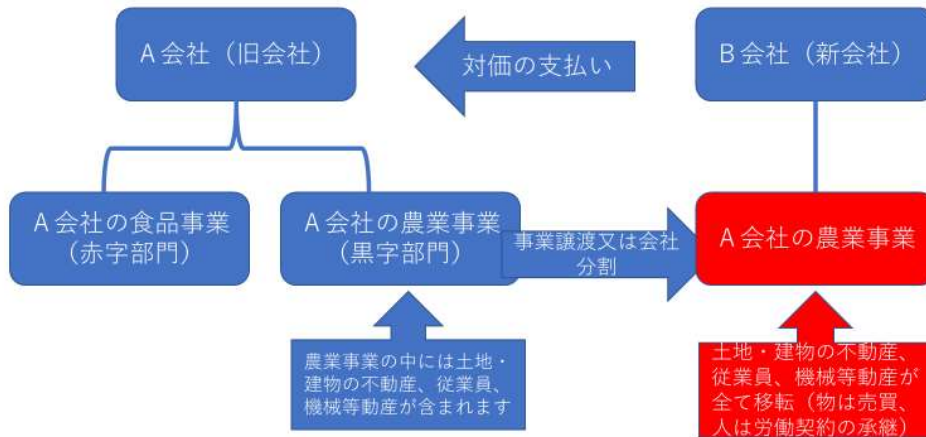 A会社（旧会社）
対価の支払い
B会社（新会社）
A会社の食品事業
（赤字部門）
A会社の農業事業
（黒字部門）
事業譲渡又は会社
分割
A会社の農業事業
農業事業の中には土地・
建物の不動産、従業員、
機械等動産が含まれます
土地・建物の不動産、
従業員、機械等動産が
全て移転（物は売買、
人は労働契約の承継）